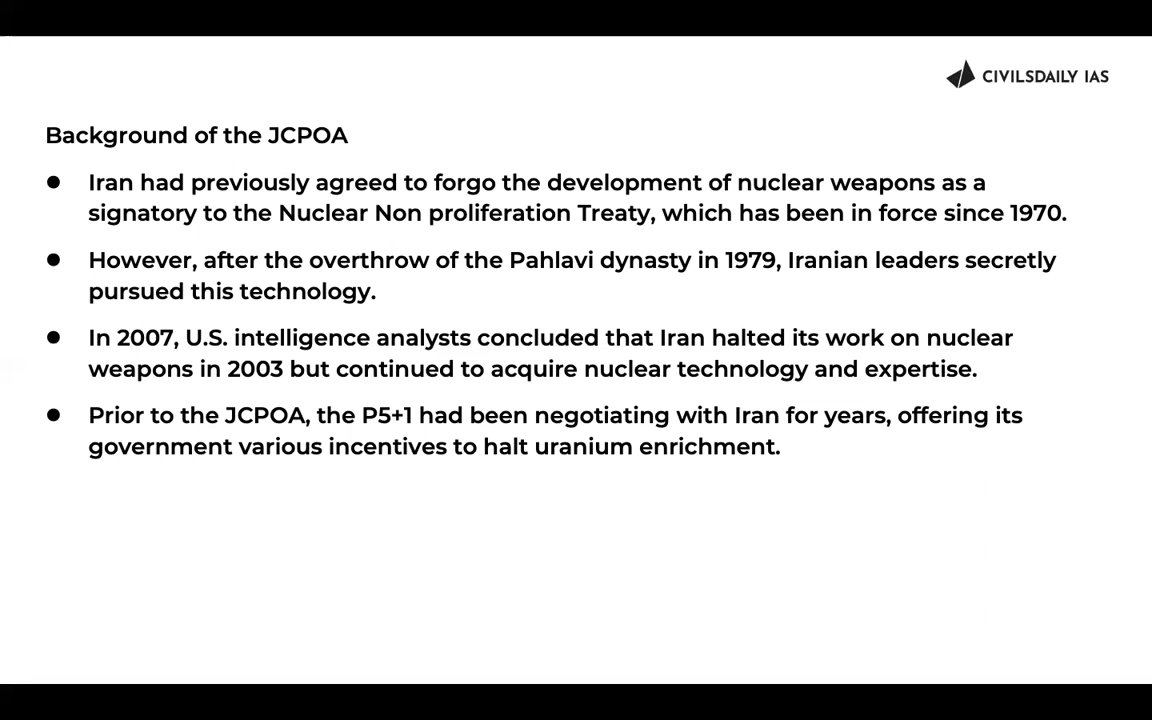 CIVILSDAILY IAS
Background of the JCPOA
● Iran had previously agreed to forgo the development of nuclear weapons as a
signatory to the Nuclear Non proliferation Treaty, which has been in force since 1970.
● However, after the overthrow of the Pahlavi dynasty in 1979, Iranian leaders secretly
pursued this technology.
● In 2007, U.S. intelligence analysts concluded that Iran halted its work on nuclear
weapons in 2003 but continued to acquire nuclear technology and expertise.
● Prior to the JCPOA, the P5+1 had been negotiating with Iran for years, offering its
government various incentives to halt uranium enrichment.